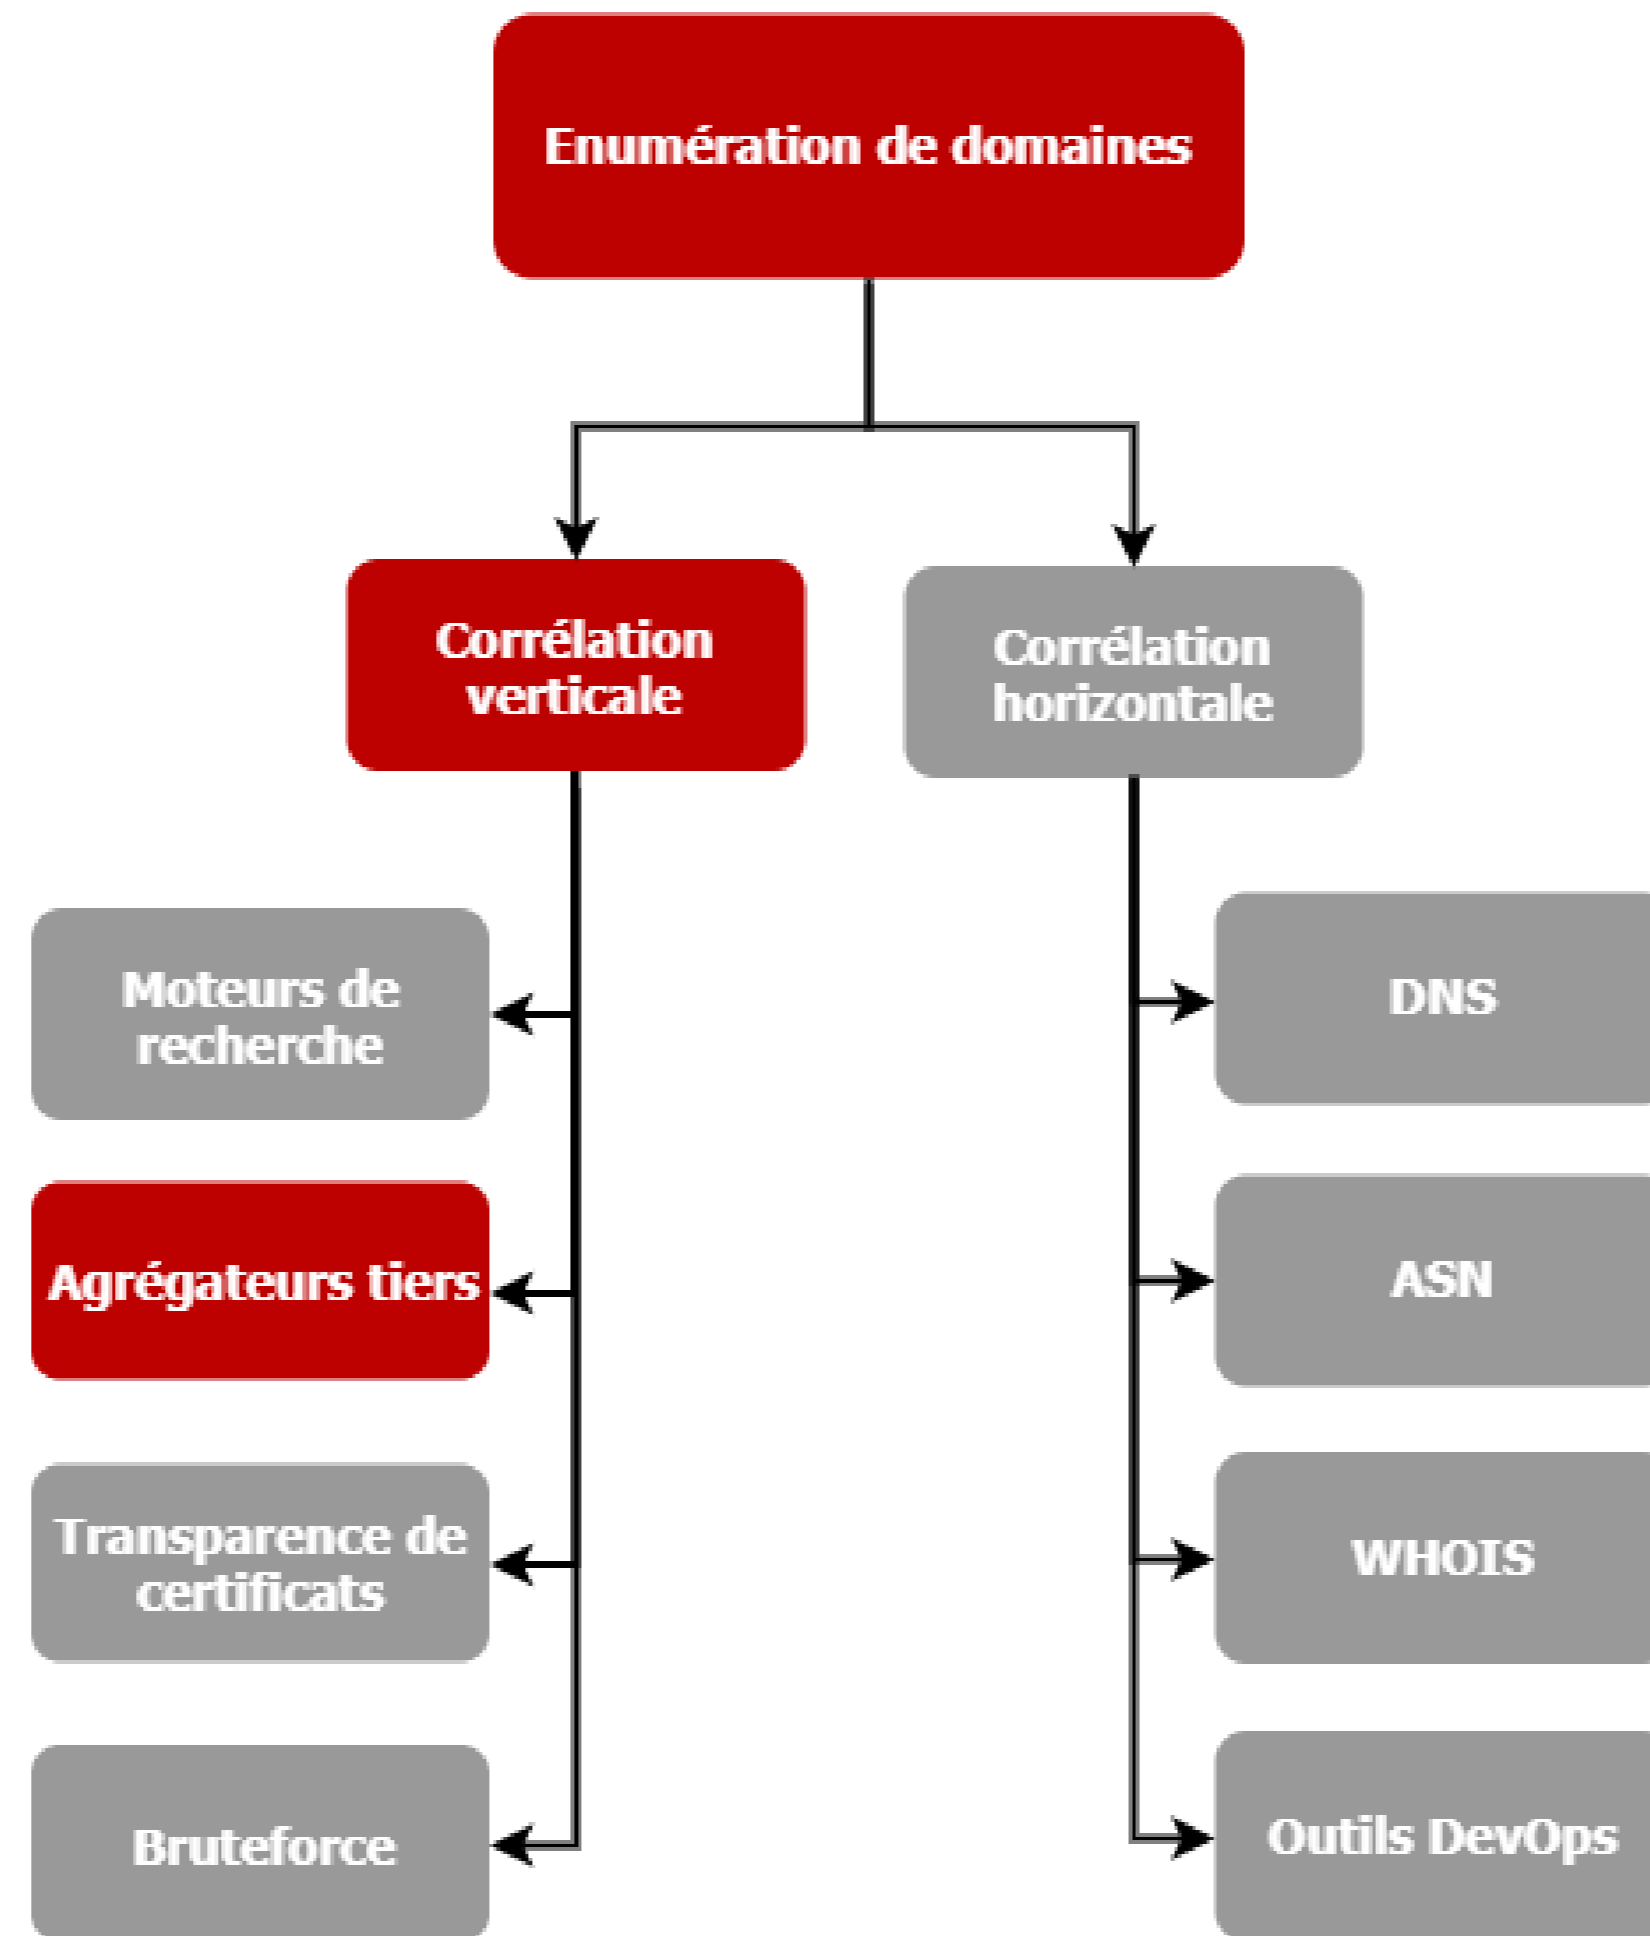 Enumération de domaines
Corrélation
verticale
Corrélation
horizontale
Moteurs de
recherche
Agrégateurs tiers
Transparence de
certificats
Bruteforce
DNS
ASN
WHOIS
Outils DevOps